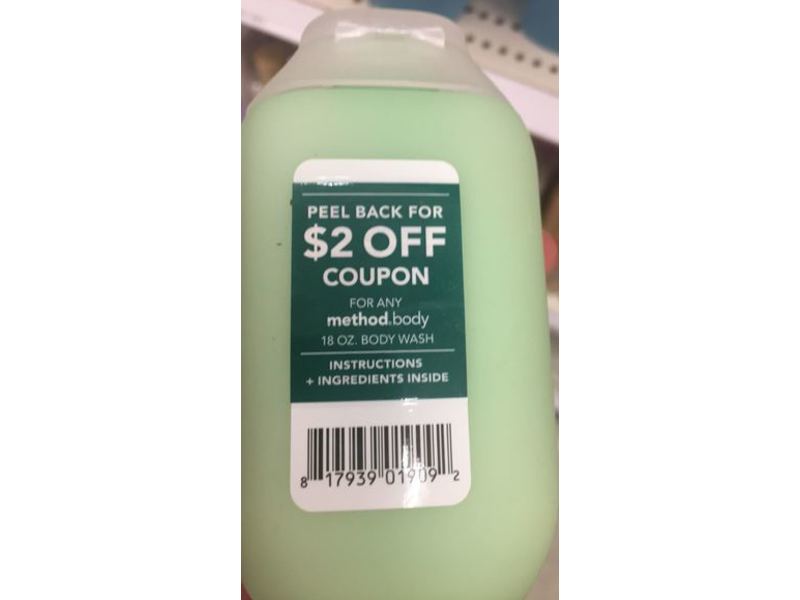 PEEL BACK FOR
$2 OFF
COUPON
FOR ANY
method.body
18 OZ. BODY WASH
INSTRUCTIONS
+ INGREDIENTS INSIDE
8 17939 01909 2